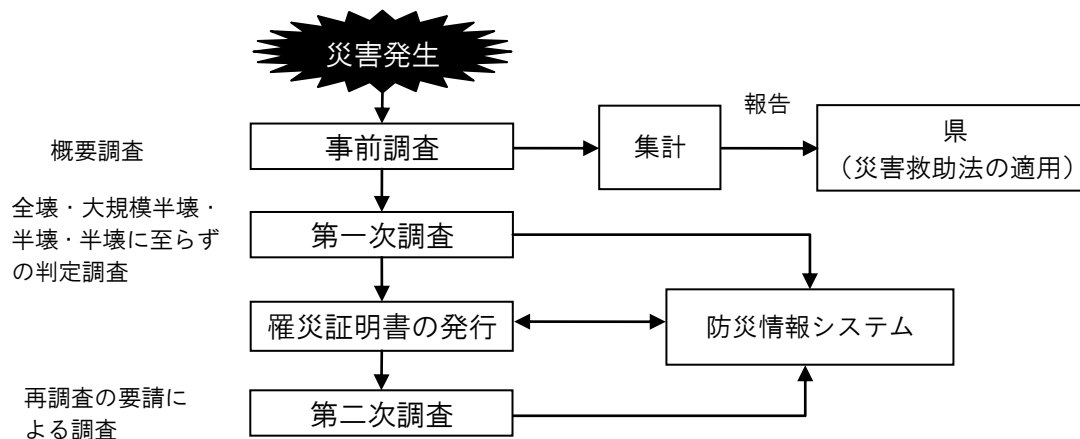 災害発生
報告
概要調査
事前調査
集計
県
（災害救助法の適用）
全壊・大規模半壊・
半壊・半壊に至らず
の判定調査
第一次調査
罹災証明書の発行
防災情報システム
再調査の要請に
よる調査
第二次調査